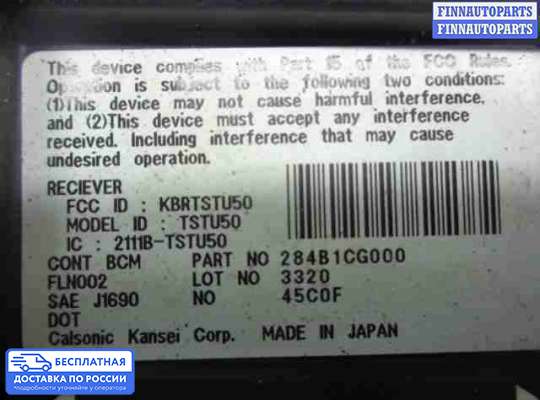 FINNAUTOPARTS
FINNAUTOPARTS
This device complies with Part 15 of the FCC Rules.
Operation is subject to the following two conditions:
(1)This device may not cause harmful interference,
and (2)This device must accept any interference
received. Including interference that may cause
undesired operation.
RECIEVER
FCC ID : KBRTSTU50
MODEL ID : TSTU50
IC : 2111B-TSTU50
CONT BCM PART NO 284B1CG000
FLN002 LOT NO 3320
SAE J1690 NO 45C0F
DOT
Calsonic Kansei Corp. MADE IN JAPAN
БЕСПЛАТНАЯ
ДОСТАВКА ПО РОССИИ
*подробности уточняйте у оператора